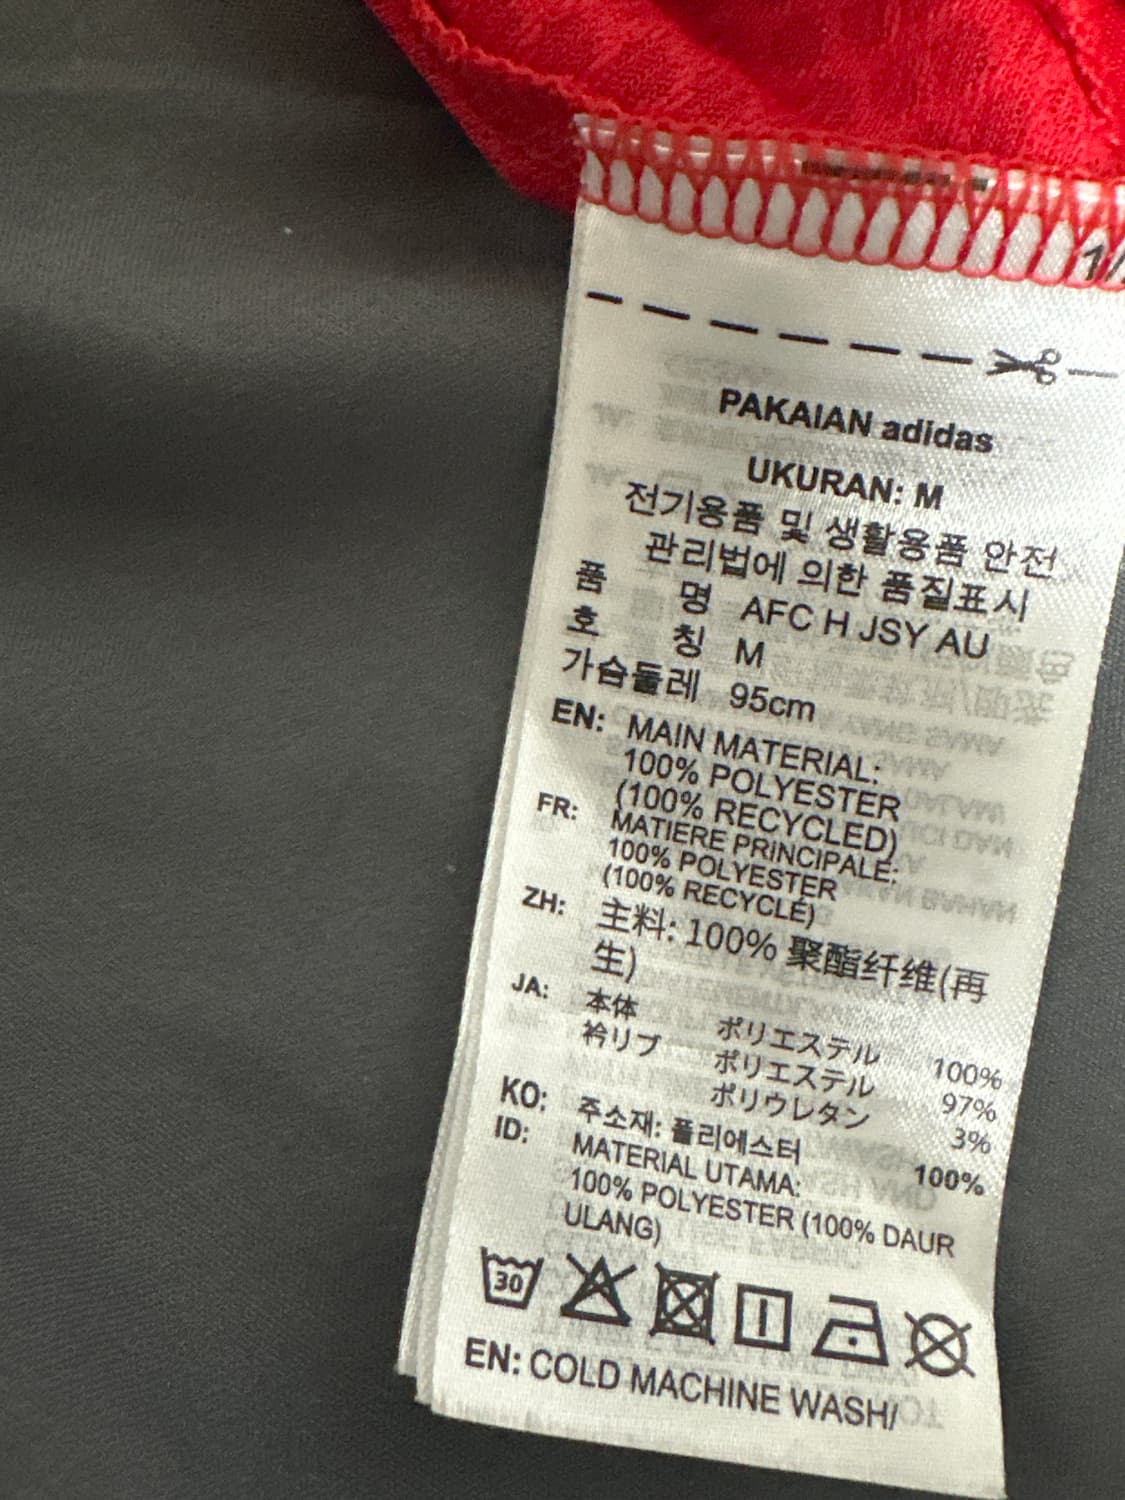 PAKAIAN adidas
UKURAN: M
전기용품 및 생활용품 안전
관리법에 의한 품질표시
품 명 AFC H JSY AU
호 칭 M
가슴둘레 95cm
EN: MAIN MATERIAL:
100% POLYESTER
(100% RECYCLED)
FR: MATIERE PRINCIPALE:
100% POLYESTER
(100% RECYCLÉ)
ZH: 主料: 100% 聚酯纤维(再
生)
JA: 本体 ポリエステル 100%
衿リブ ポリエステル 97%
ポリウレタン 3%
KO: 주소재: 폴리에스터 100%
ID: MATERIAL UTAMA:
100% POLYESTER (100% DAUR
ULANG)
30
EN: COLD MACHINE WASH/